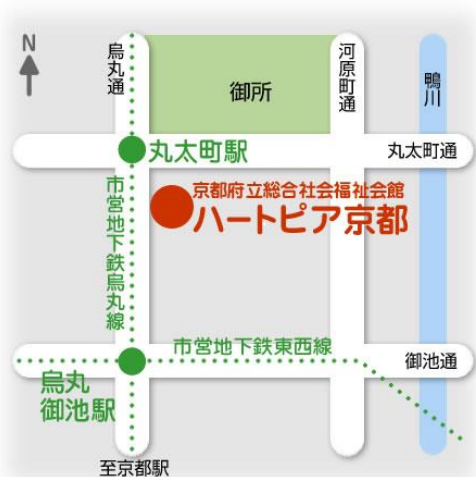 N
烏丸通
御所
河原町通
鴨川
丸太町駅
丸太町通
市営地下鉄烏丸線
京都府立総合社会福祉会館
ハートピア京都
市営地下鉄東西線
御池通
烏丸
御池駅
至京都駅